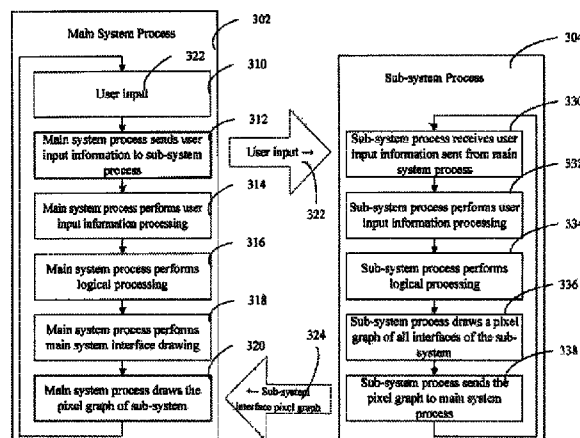 Main System Process
302
322
310
User input
312
Main system process sends user
input information to sub-system
process
314
Main system process performs user
input information processing
316
Main system process performs
logical processing
318
Main system process performs
main system interface drawing
320
Main system process draws the
pixel graph of sub-system
User input →
322
324
← Sub-system
interface pixel graph
304
Sub-system Process
330
Sub-system process receives user
input information sent from main
system process
332
Sub-system process performs user
input information processing
334
Sub-system process performs
logical processing
336
Sub-system process draws a pixel
graph of all interfaces of the sub-
system
338
Sub-system process sends the
pixel graph to main system
process